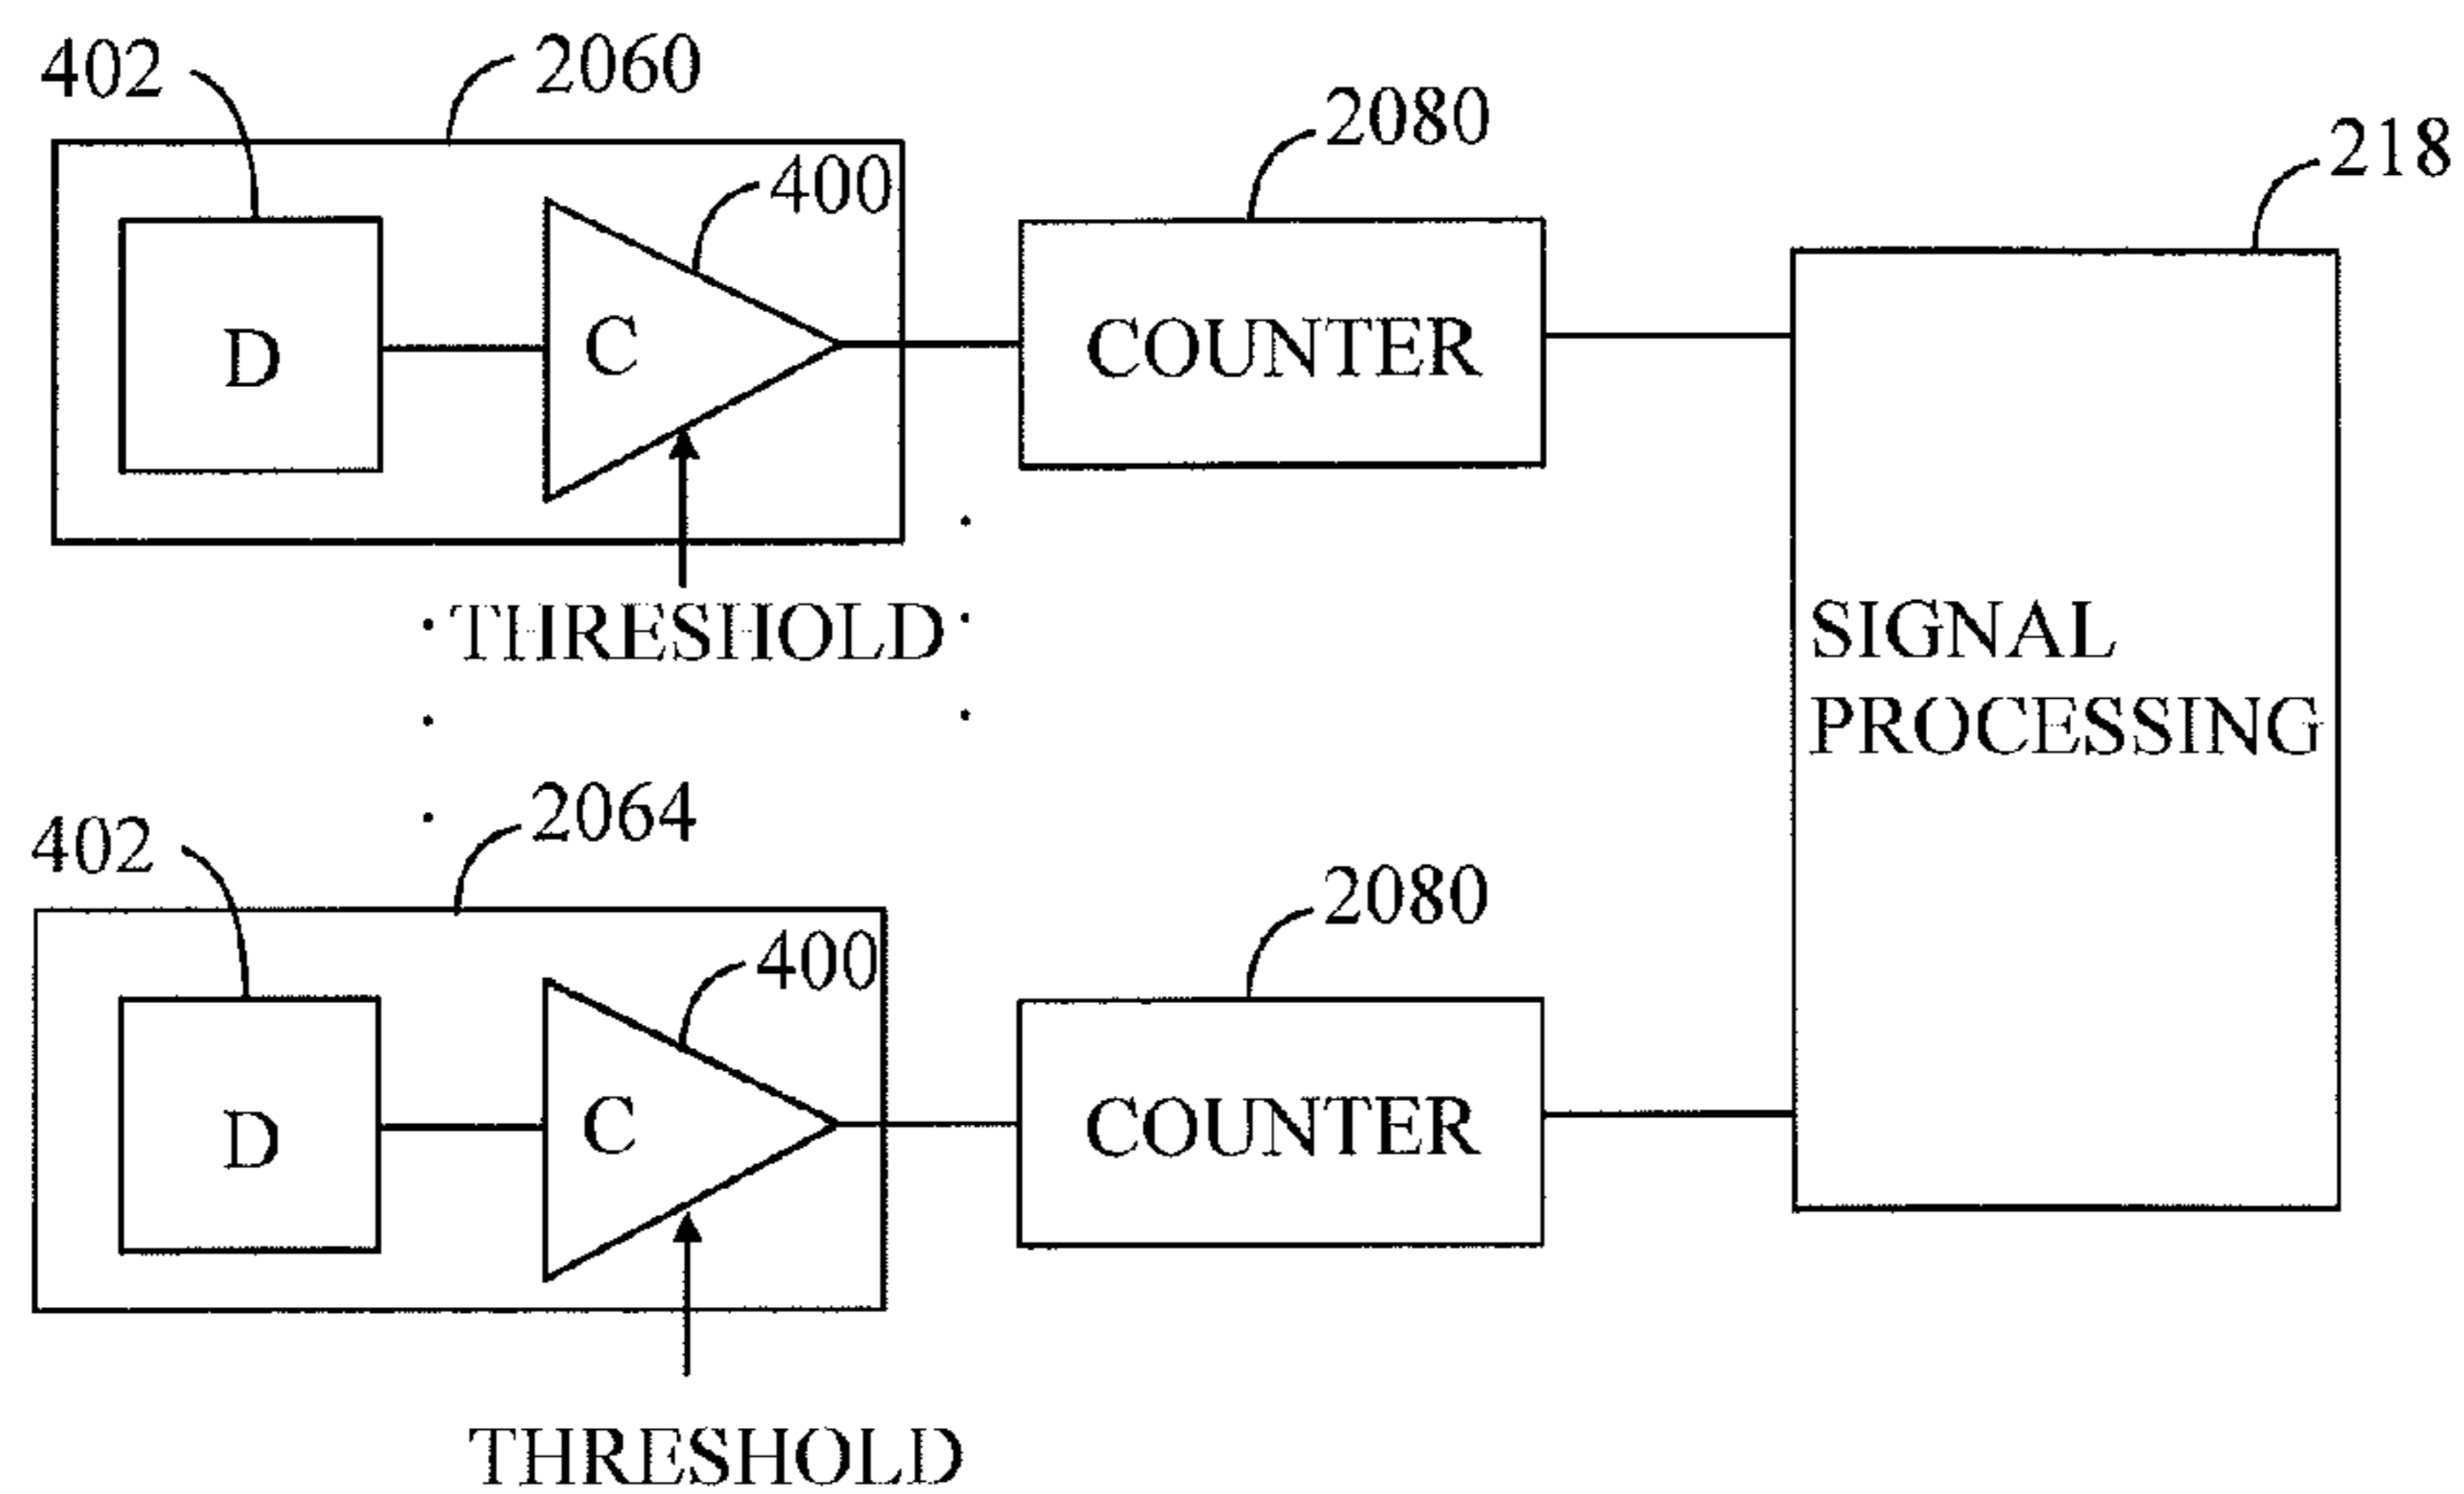 402
2060
2080
218
400
D
C
COUNTER
THRESHOLD
SIGNAL
PROCESSING
402
2064
2080
400
D
C
COUNTER
THRESHOLD